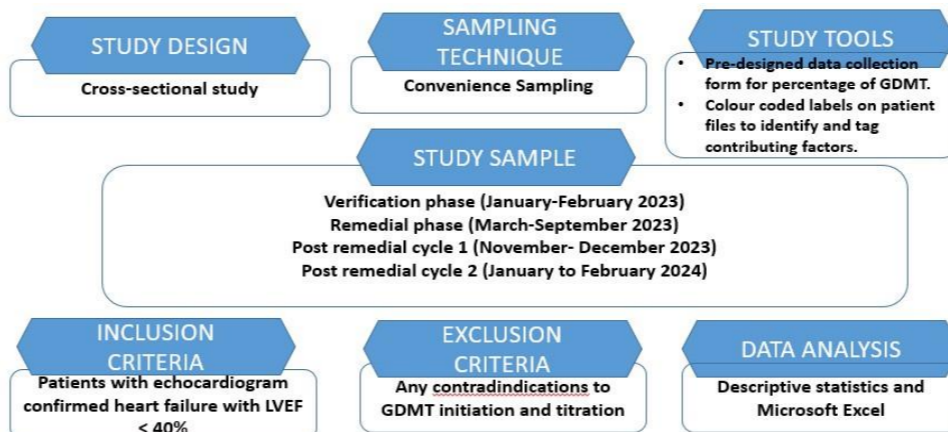 STUDY DESIGN
Cross-sectional study
SAMPLING
TECHNIQUE
Convenience Sampling
STUDY TOOLS
• Pre-designed data collection
form for percentage of GDMT.
• Colour coded labels on patient
files to identify and tag
contributing factors.
STUDY SAMPLE
Verification phase (January-February 2023)
Remedial phase (March-September 2023)
Post remedial cycle 1 (November- December 2023)
Post remedial cycle 2 (January to February 2024)
INCLUSION
CRITERIA
Patients with echocardiogram
confirmed heart failure with LVEF
< 40%
EXCLUSION
CRITERIA
Any contradindications to
GDMT initiation and titration
DATA ANALYSIS
Descriptive statistics and
Microsoft Excel